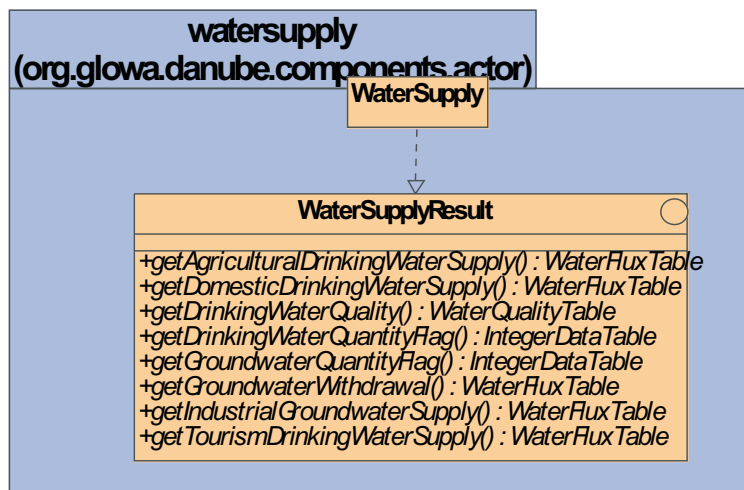 watersupply
(org.glowa.danube.components.actor)
WaterSupply
WaterSupplyResult
+getAgriculturalDrinkingWaterSupply() : WaterFluxTable
+getDomesticDrinkingWaterSupply() : WaterFluxTable
+getDrinkingWaterQuality() : WaterQualityTable
+getDrinkingWaterQuantityFlag() : IntegerDataTable
+getGroundwaterQuantityFlag() : IntegerDataTable
+getGroundwaterWithdrawal() : WaterFluxTable
+getIndustrialGroundwaterSupply() : WaterFluxTable
+getTourismDrinkingWaterSupply() : WaterFluxTable